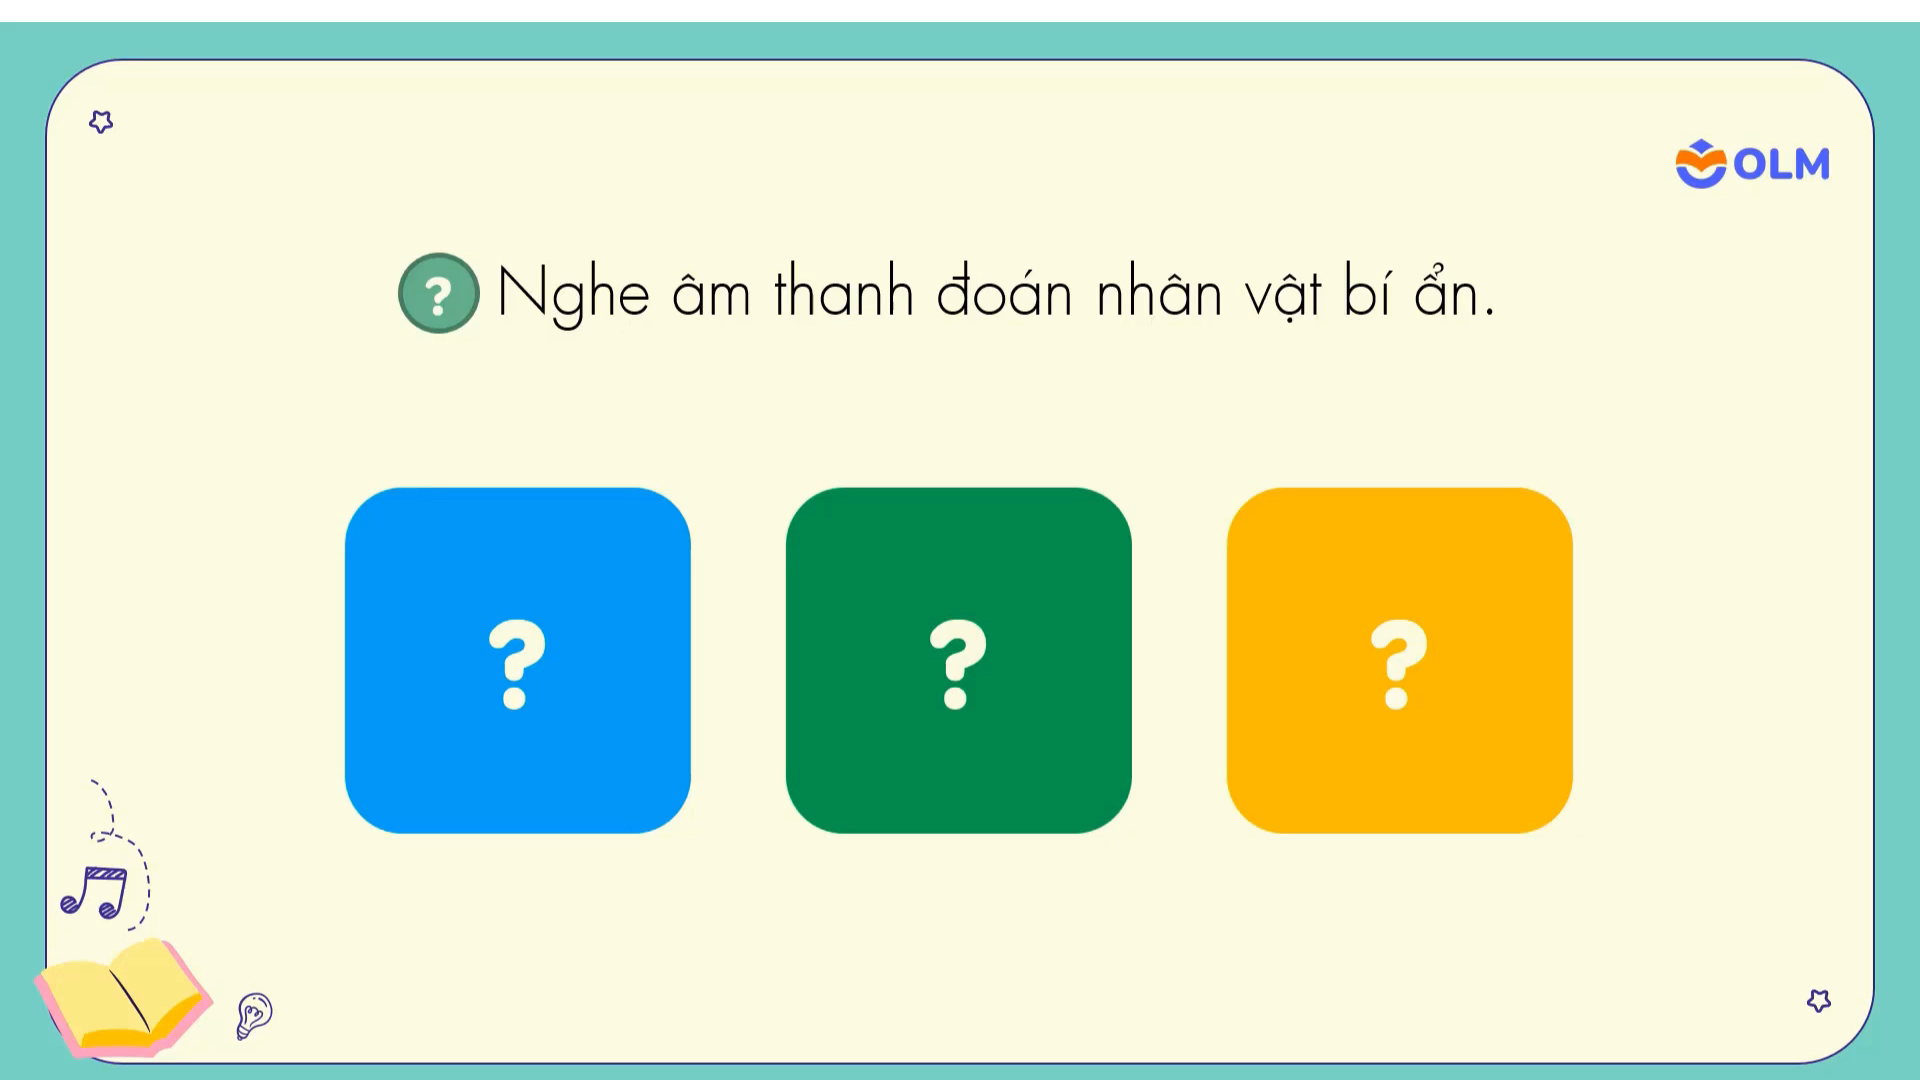 OLM
? Nghe âm thanh đoán nhân vật bí ẩn.
? ? ?